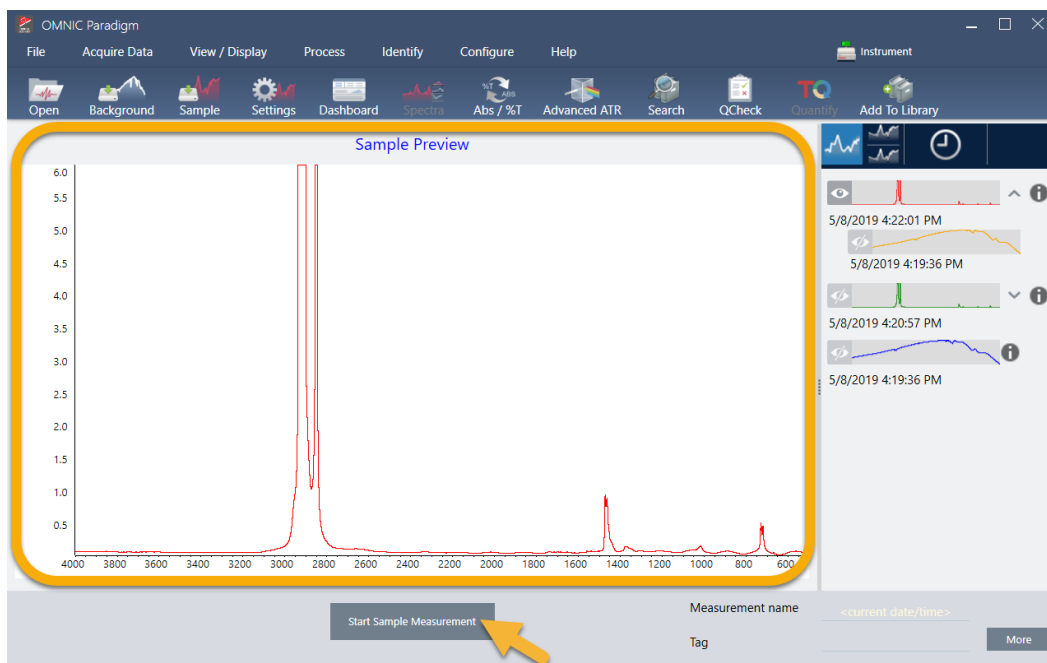 OMNIC Paradigm
File Acquire Data View / Display Process Identify Configure Help Instrument
Open Background Sample Settings Dashboard Spectra Abs / %T Advanced ATR Search QCheck Quantify Add To Library
%T ABS
TQ
Sample Preview
6.0
5.5
5.0
4.5
4.0
3.5
3.0
2.5
2.0
1.5
1.0
0.5
4000 3800 3600 3400 3200 3000 2800 2600 2400 2200 2000 1800 1600 1400 1200 1000 800 600
5/8/2019 4:22:01 PM
5/8/2019 4:19:36 PM
5/8/2019 4:20:57 PM
5/8/2019 4:19:36 PM
Start Sample Measurement
Measurement name <current date/time>
Tag
More